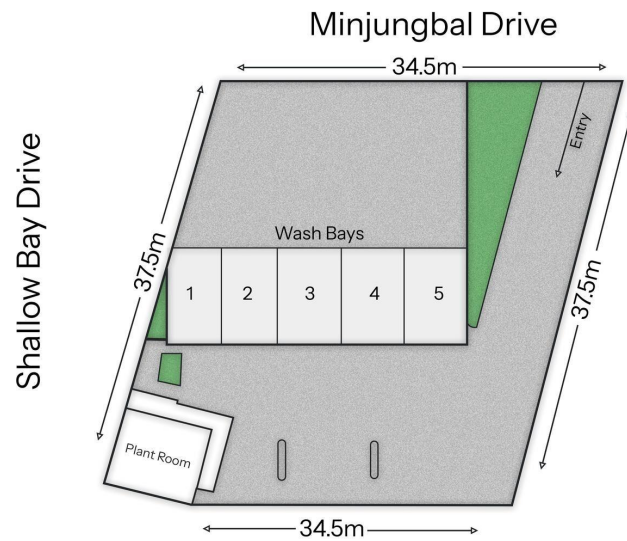 Minjungbal Drive
34.5m
Shallow Bay Drive
37.5m
Entry
Wash Bays
1 2 3 4 5
37.5m
Plant Room
34.5m